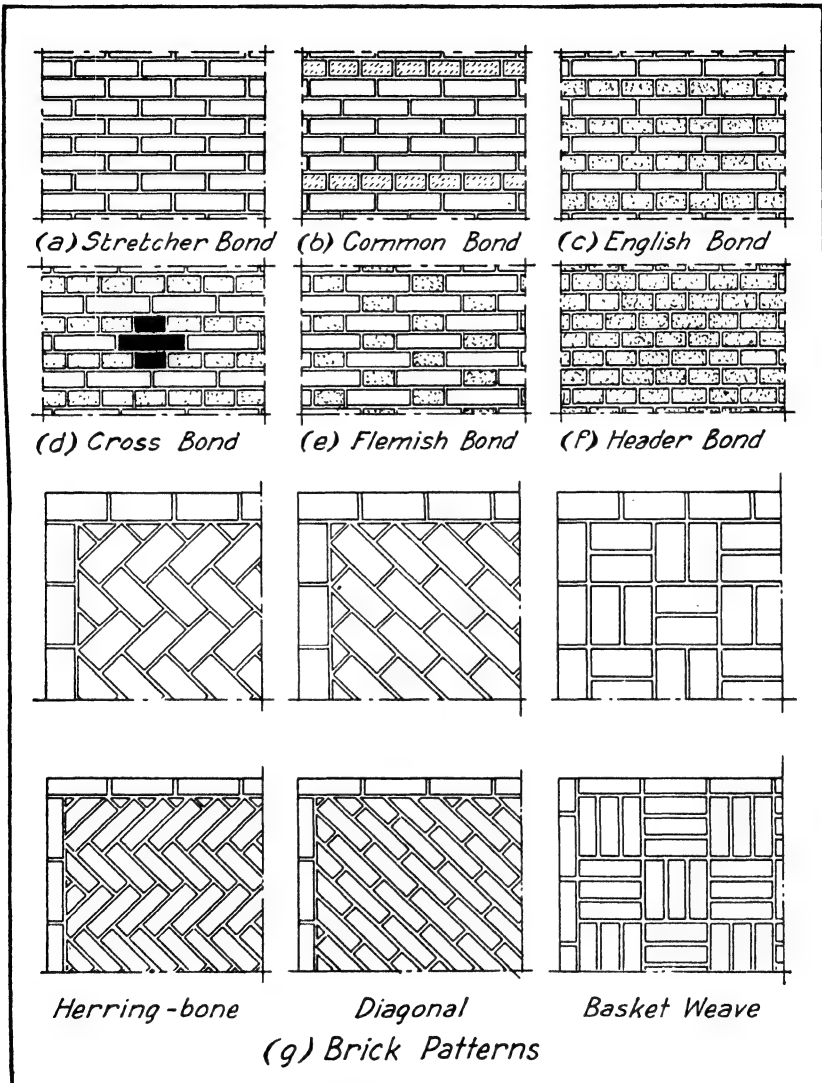 (a) Stretcher Bond (b) Common Bond (c) English Bond
(d) Cross Bond (e) Flemish Bond (f) Header Bond
Herring-bone Diagonal Basket Weave
(g) Brick Patterns